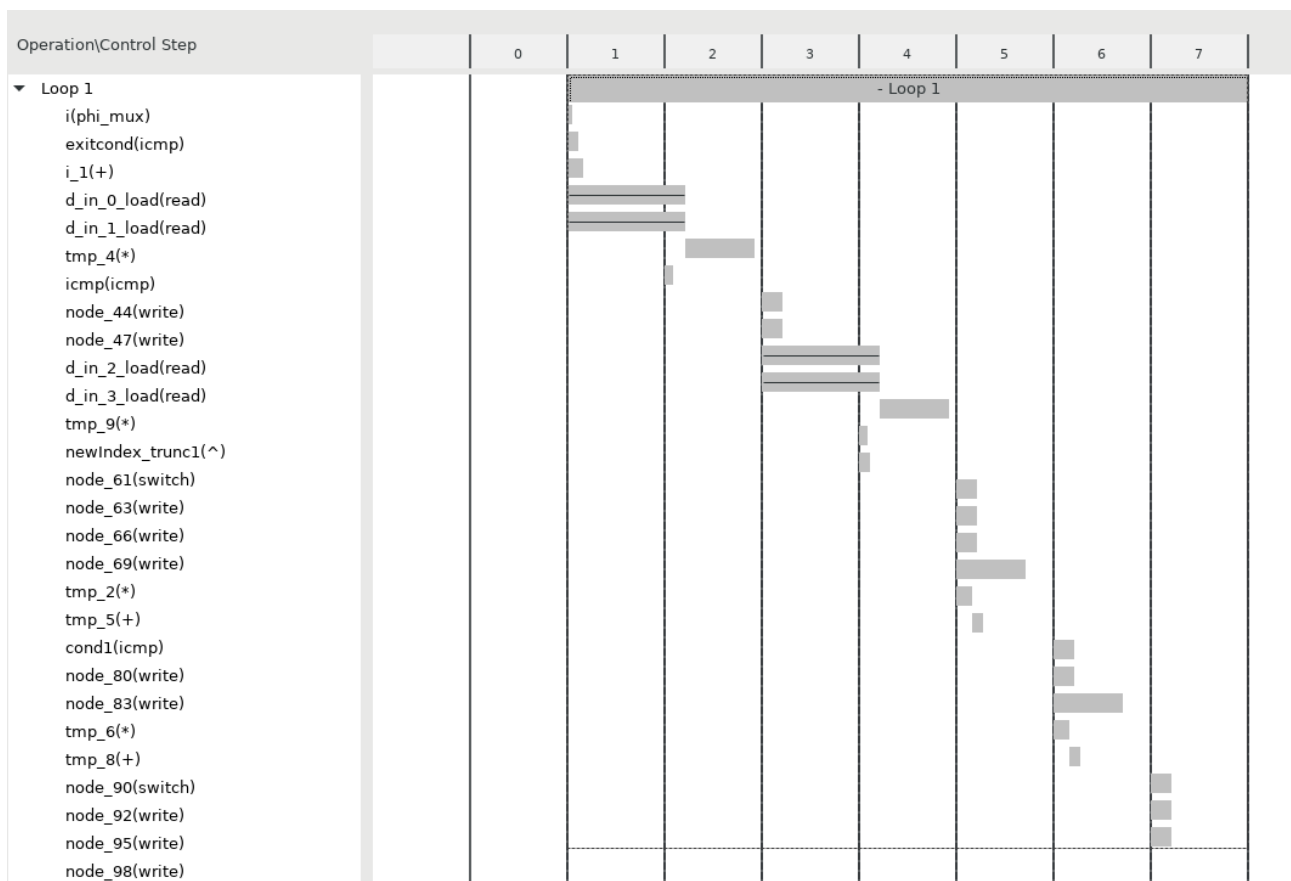 Operation\Control Step
0 1 2 3 4 5 6 7
Loop 1 - Loop 1
i(phi_mux)
exitcond(icmp)
i_1(+)
d_in_0_load(read)
d_in_1_load(read)
tmp_4(*)
icmp(icmp)
node_44(write)
node_47(write)
d_in_2_load(read)
d_in_3_load(read)
tmp_9(*)
newIndex_trunc1(^)
node_61(switch)
node_63(write)
node_66(write)
node_69(write)
tmp_2(*)
tmp_5(+)
cond1(icmp)
node_80(write)
node_83(write)
tmp_6(*)
tmp_8(+)
node_90(switch)
node_92(write)
node_95(write)
node_98(write)